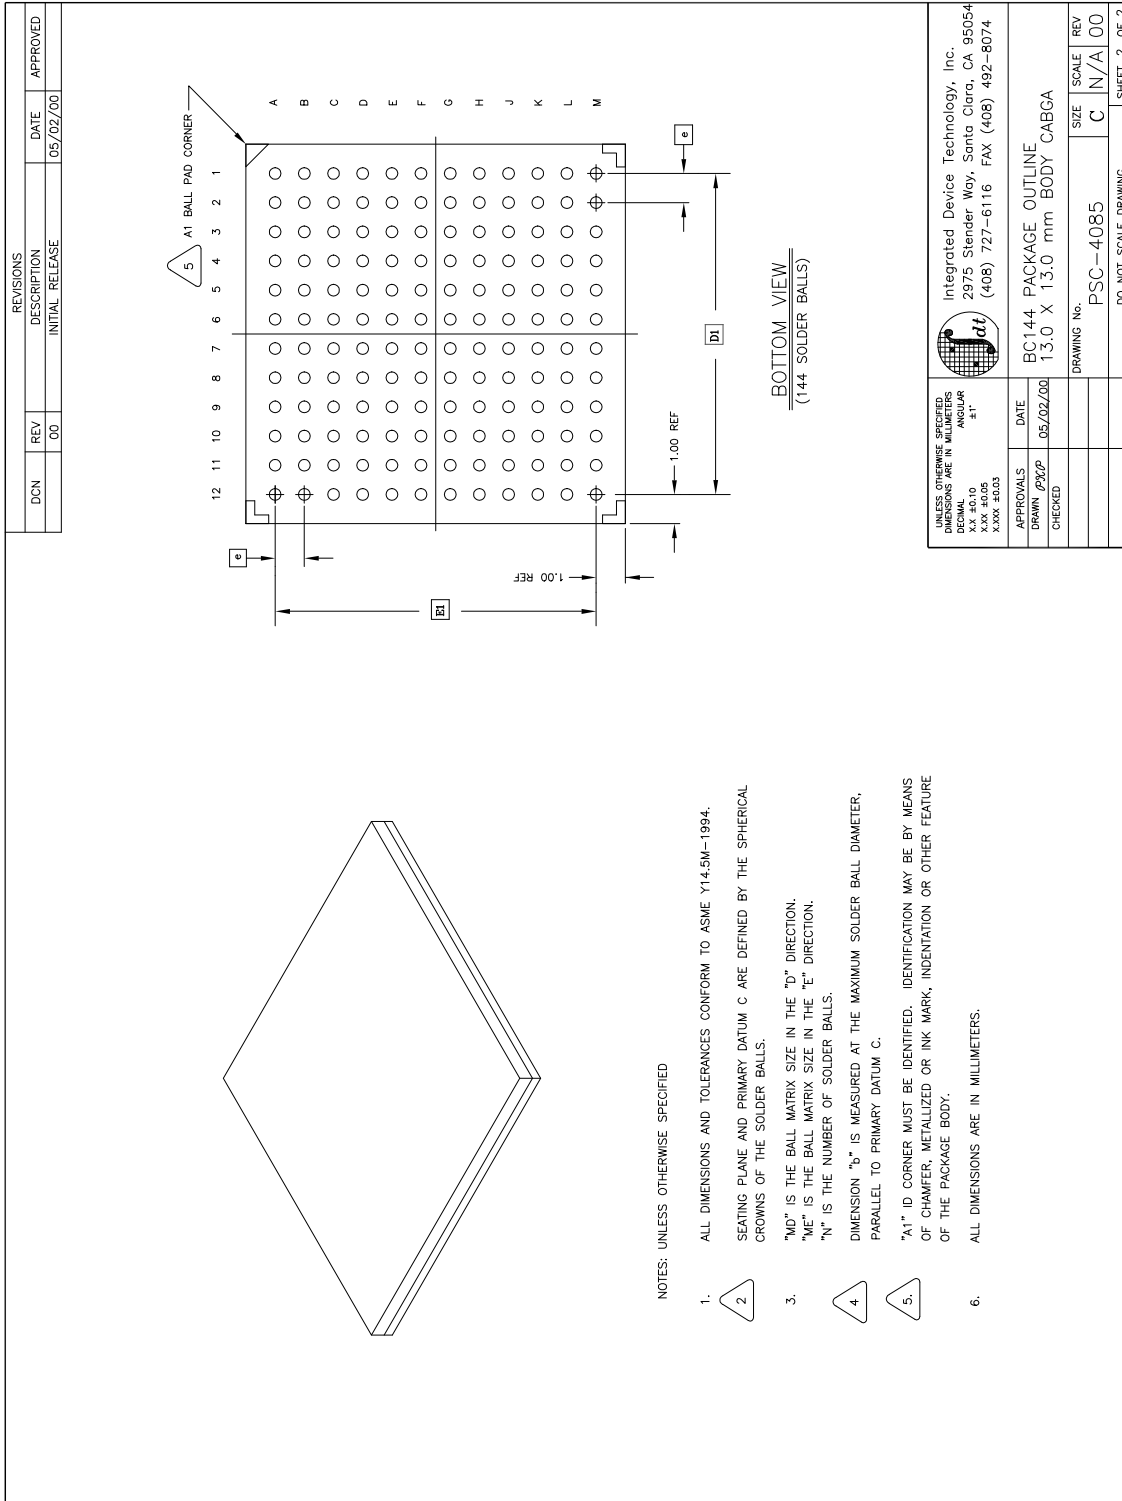 REVISIONS
DCN REV DESCRIPTION DATE APPROVED
00 INITIAL RELEASE 05/02/00
5 A1 BALL PAD CORNER
12 11 10 9 8 7 6 5 4 3 2 1
A
B
C
D
E
F
G
H
J
K
L
M
e
E1
1.00 REF
1.00 REF
D1
e
BOTTOM VIEW
(144 SOLDER BALLS)
NOTES: UNLESS OTHERWISE SPECIFIED
1. ALL DIMENSIONS AND TOLERANCES CONFORM TO ASME Y14.5M–1994.
2 SEATING PLANE AND PRIMARY DATUM C ARE DEFINED BY THE SPHERICAL
CROWNS OF THE SOLDER BALLS.
3. "MD" IS THE BALL MATRIX SIZE IN THE "D" DIRECTION.
"ME" IS THE BALL MATRIX SIZE IN THE "E" DIRECTION.
"N" IS THE NUMBER OF SOLDER BALLS.
4 DIMENSION "b" IS MEASURED AT THE MAXIMUM SOLDER BALL DIAMETER,
PARALLEL TO PRIMARY DATUM C.
5. "A1" ID CORNER MUST BE IDENTIFIED. IDENTIFICATION MAY BE BY MEANS
OF CHAMFER, METALLIZED OR INK MARK, INDENTATION OR OTHER FEATURE
OF THE PACKAGE BODY.
6. ALL DIMENSIONS ARE IN MILLIMETERS.
UNLESS OTHERWISE SPECIFIED
DIMENSIONS ARE IN MILLIMETERS
DECIMAL ANGULAR
X.X ±0.10 ±1°
X.XX ±0.05
X.XXX ±0.03
APPROVALS DATE
DRAWN 05/02/00
CHECKED
idt
Integrated Device Technology, Inc.
2975 Stender Way, Santa Clara, CA 95054
(408) 727–6116 FAX (408) 492–8074
BC144 PACKAGE OUTLINE
13.0 X 13.0 mm BODY CABGA
DRAWING No. SIZE SCALE REV
PSC–4085 C N/A 00
DO NOT SCALE DRAWING SHEET 2 OF 2